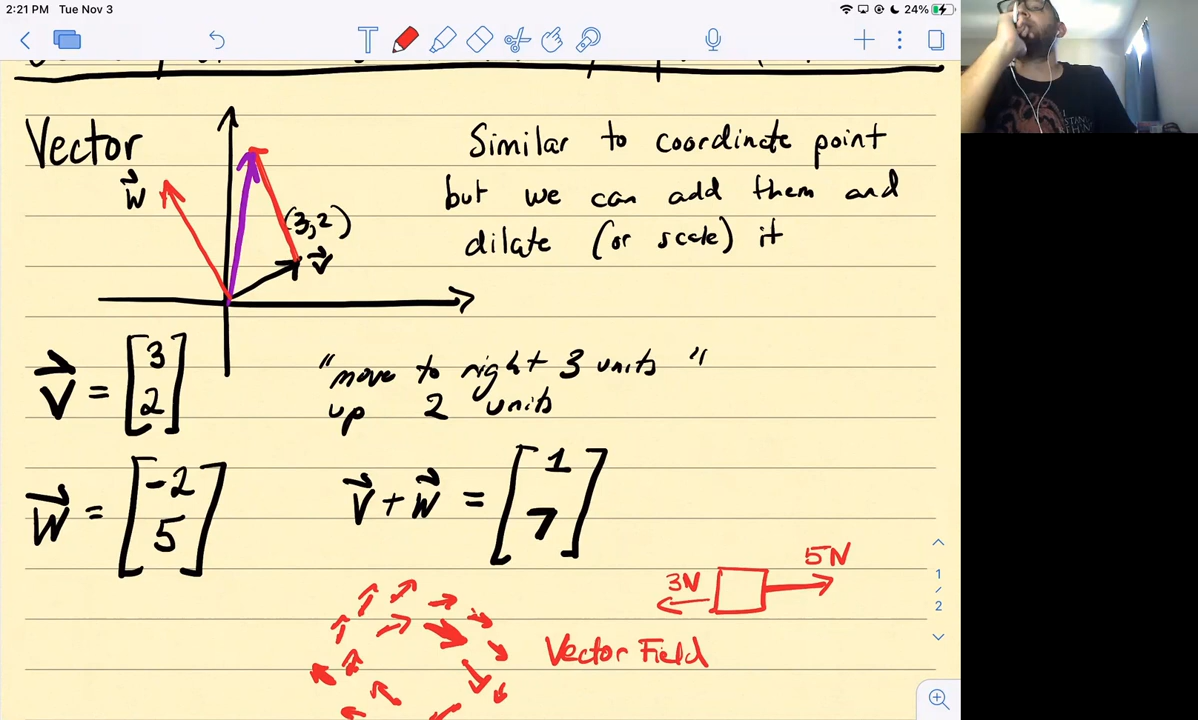 2:21 PM Tue Nov 3
24%
T
Vector
Similar to coordinate point
but we can add them and
dilate (or scale) it
w
(3,2)
v
v = [3
2]
"move to right 3 units"
up 2 units
w = [-2
5]
v + w = [1
7]
5N
3N
1
/
2
Vector Field